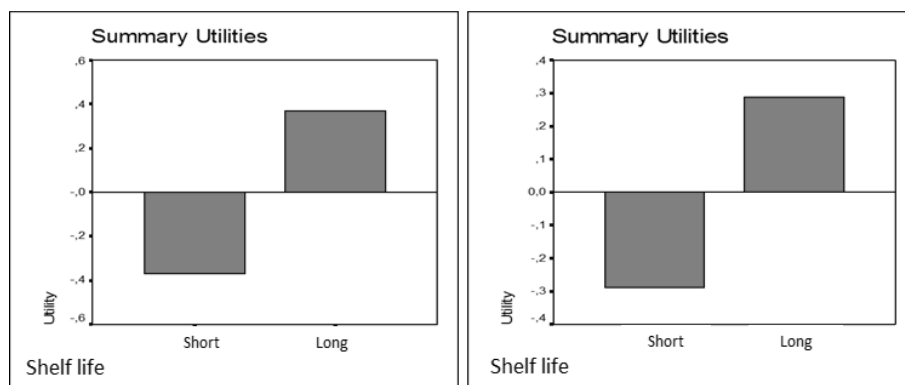 Summary Utilities
,6
,4
,2
-,0
-,2
-,4
-,6
Utility
Short Long
Shelf life
Summary Utilities
,4
,3
,2
,1
0,0
-,1
-,2
-,3
-,4
Utility
Short Long
Shelf life